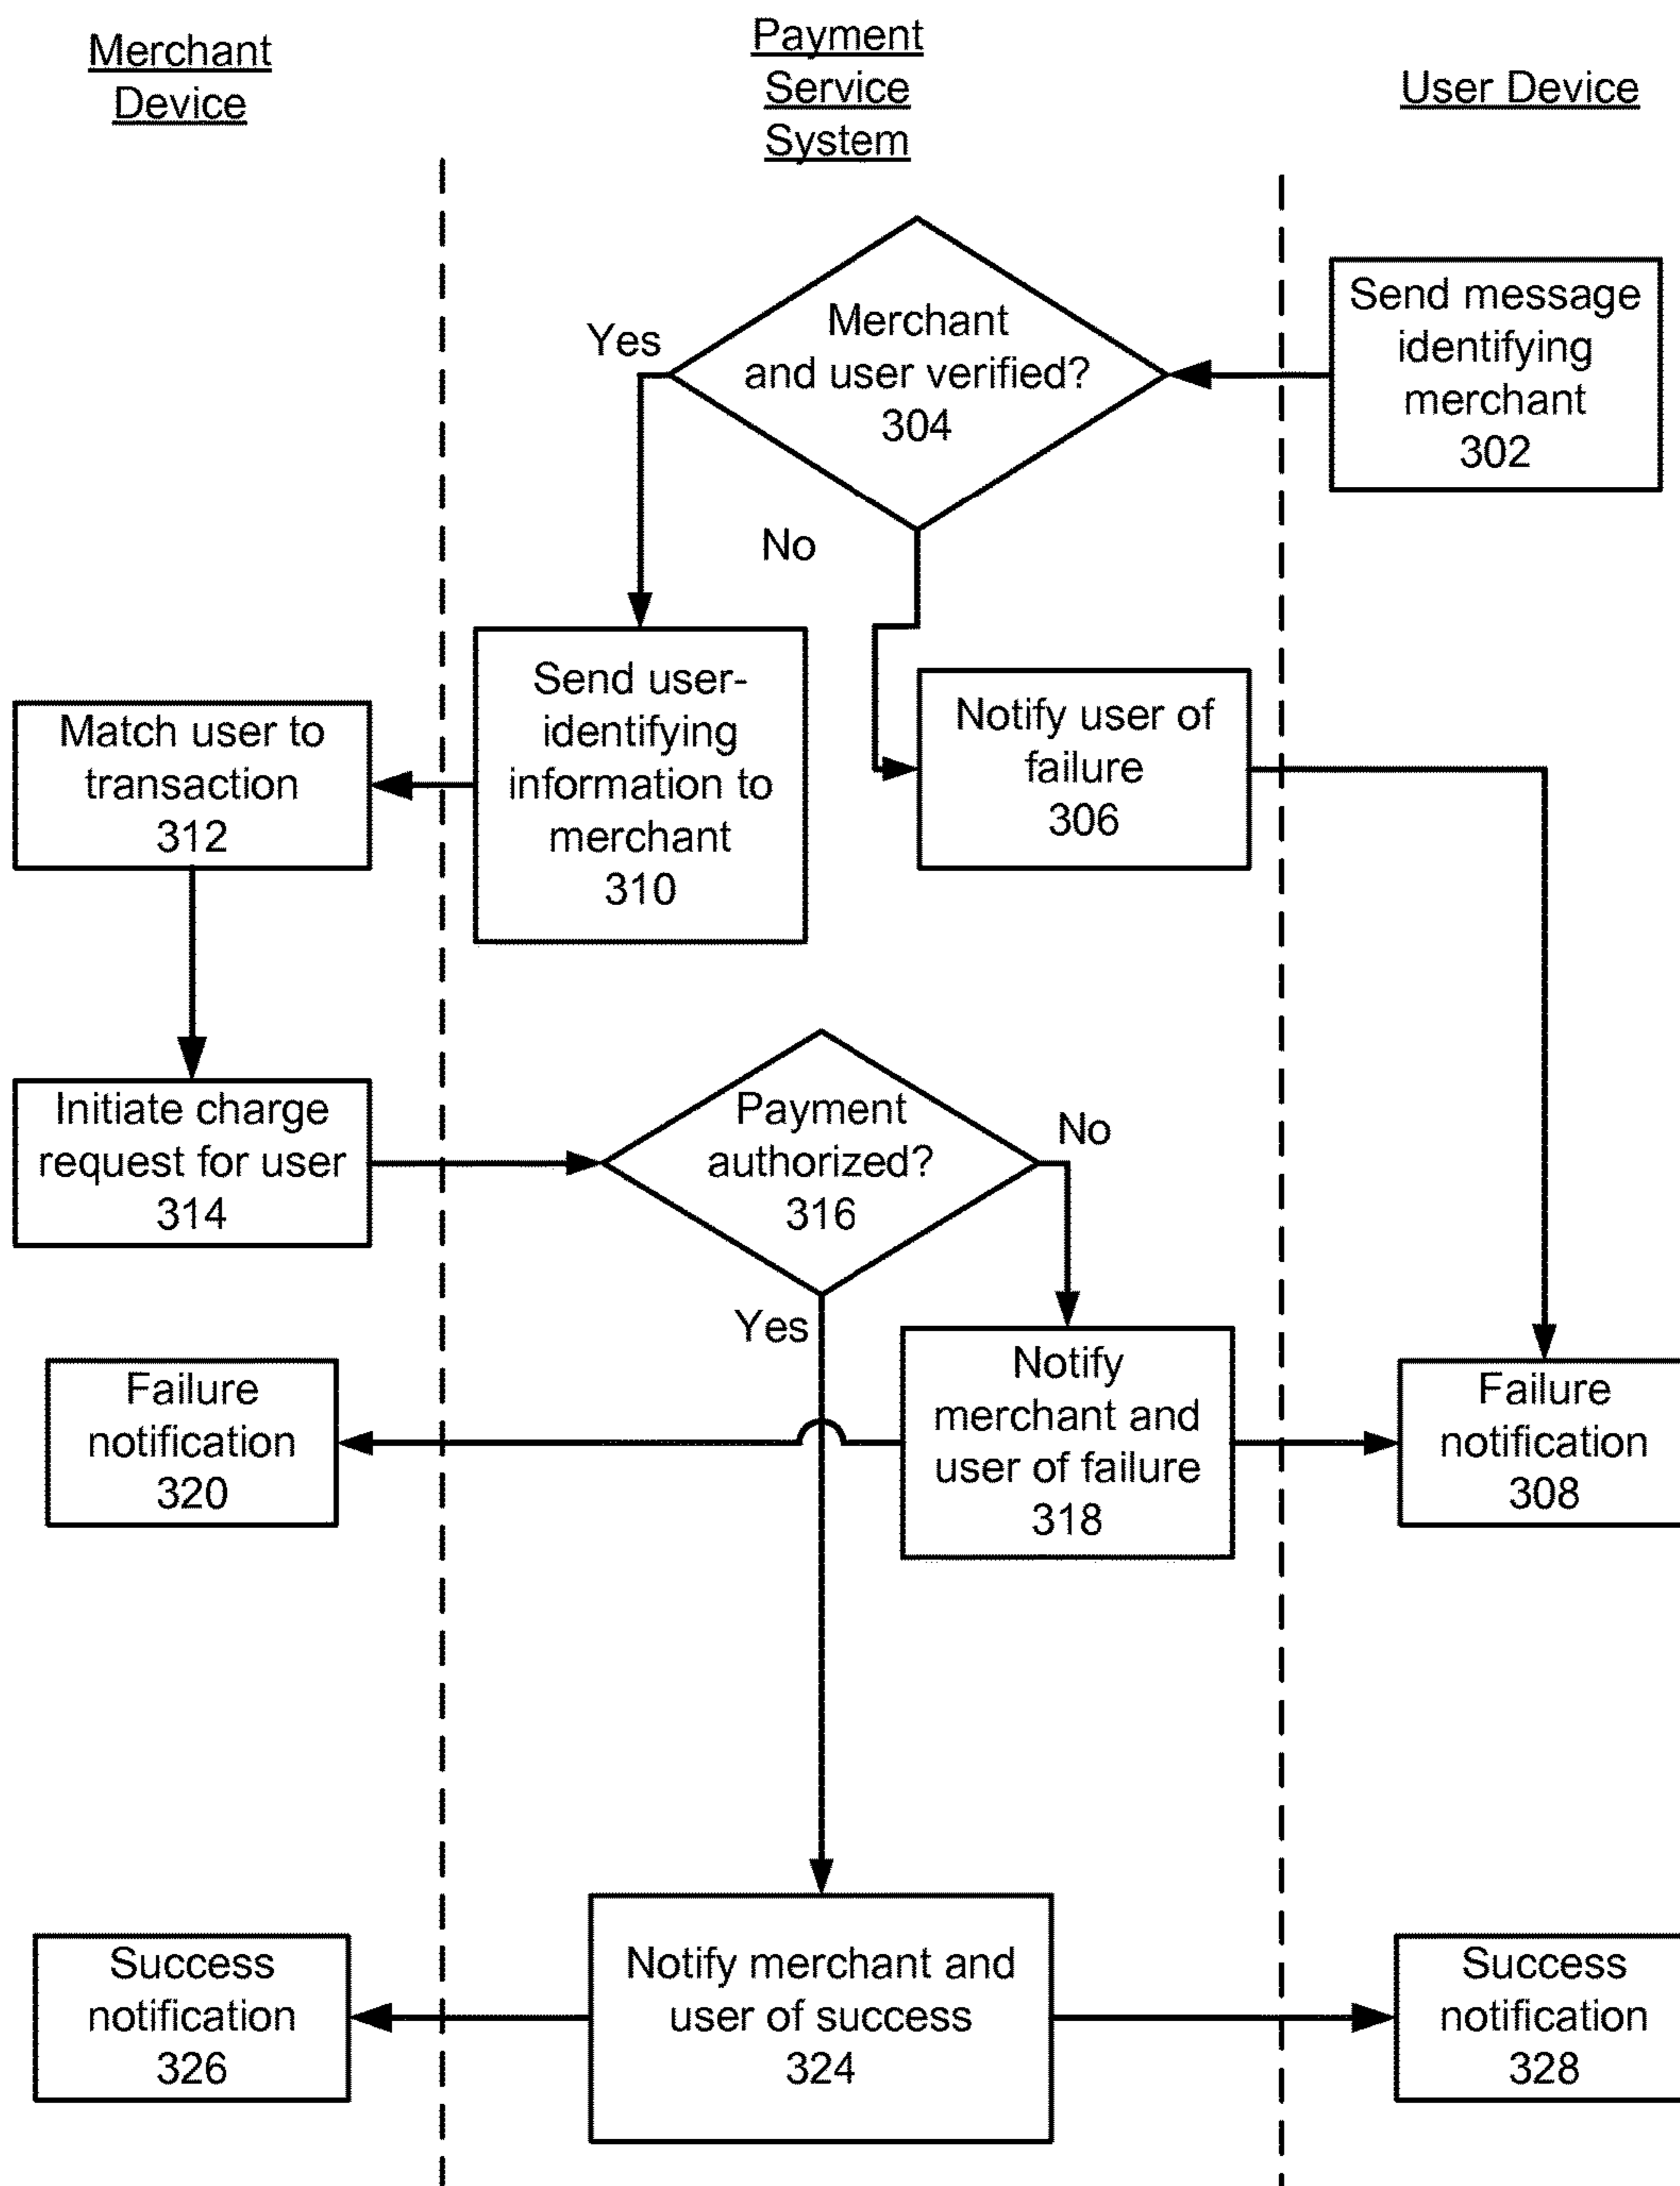 Merchant
Device
Payment
Service
System
User Device
Merchant
and user verified?
304
Yes
No
Send message
identifying
merchant
302
Send user-
identifying
information to
merchant
310
Notify user of
failure
306
Match user to
transaction
312
Initiate charge
request for user
314
Payment
authorized?
316
No
Yes
Failure
notification
320
Notify
merchant and
user of failure
318
Failure
notification
308
Success
notification
326
Notify merchant and
user of success
324
Success
notification
328